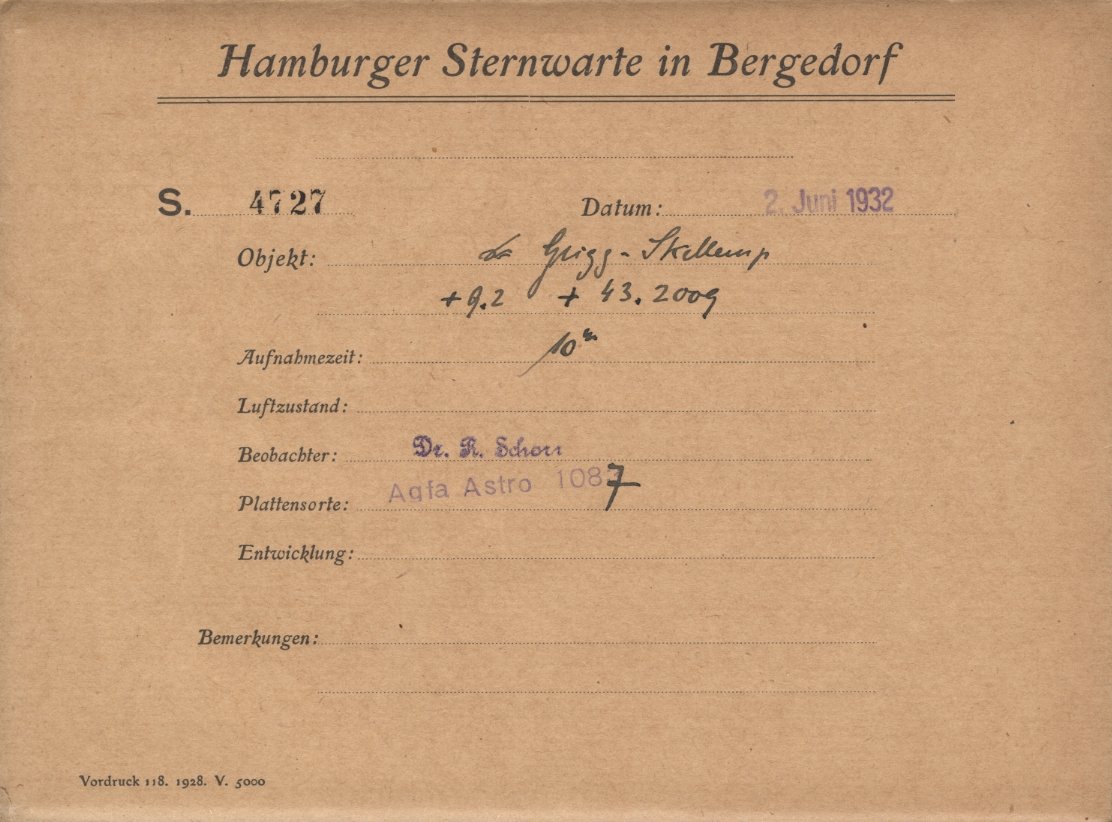 Hamburger Sternwarte in Bergedorf
S. 4727 Datum: 2. Juni 1932
Objekt: Grigg-Skellerup
+9.2 + 43.2009
Aufnahmezeit: 10ᵐ
Luftzustand:
Beobachter: Dr. R. Schorr
Plattensorte: Agfa Astro 1087
Entwicklung:
Bemerkungen:
Vordruck 118. 1928. V. 5000